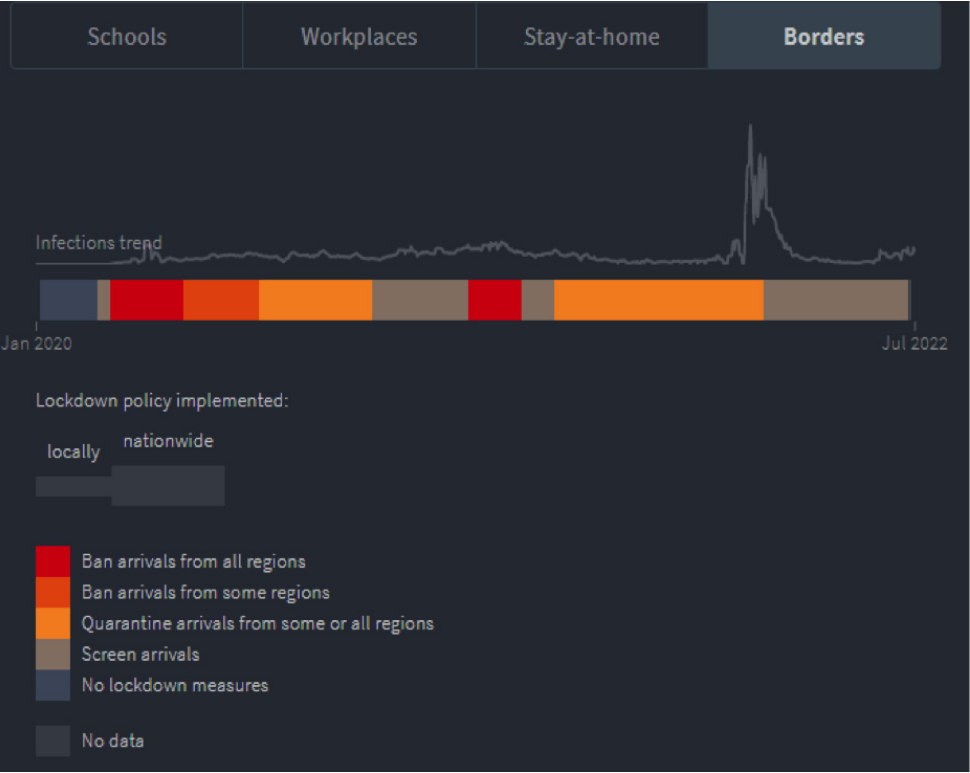 Schools Workplaces Stay-at-home Borders
Infections trend
Jan 2020 Jul 2022
Lockdown policy implemented:
locally nationwide
Ban arrivals from all regions
Ban arrivals from some regions
Quarantine arrivals from some or all regions
Screen arrivals
No lockdown measures
No data